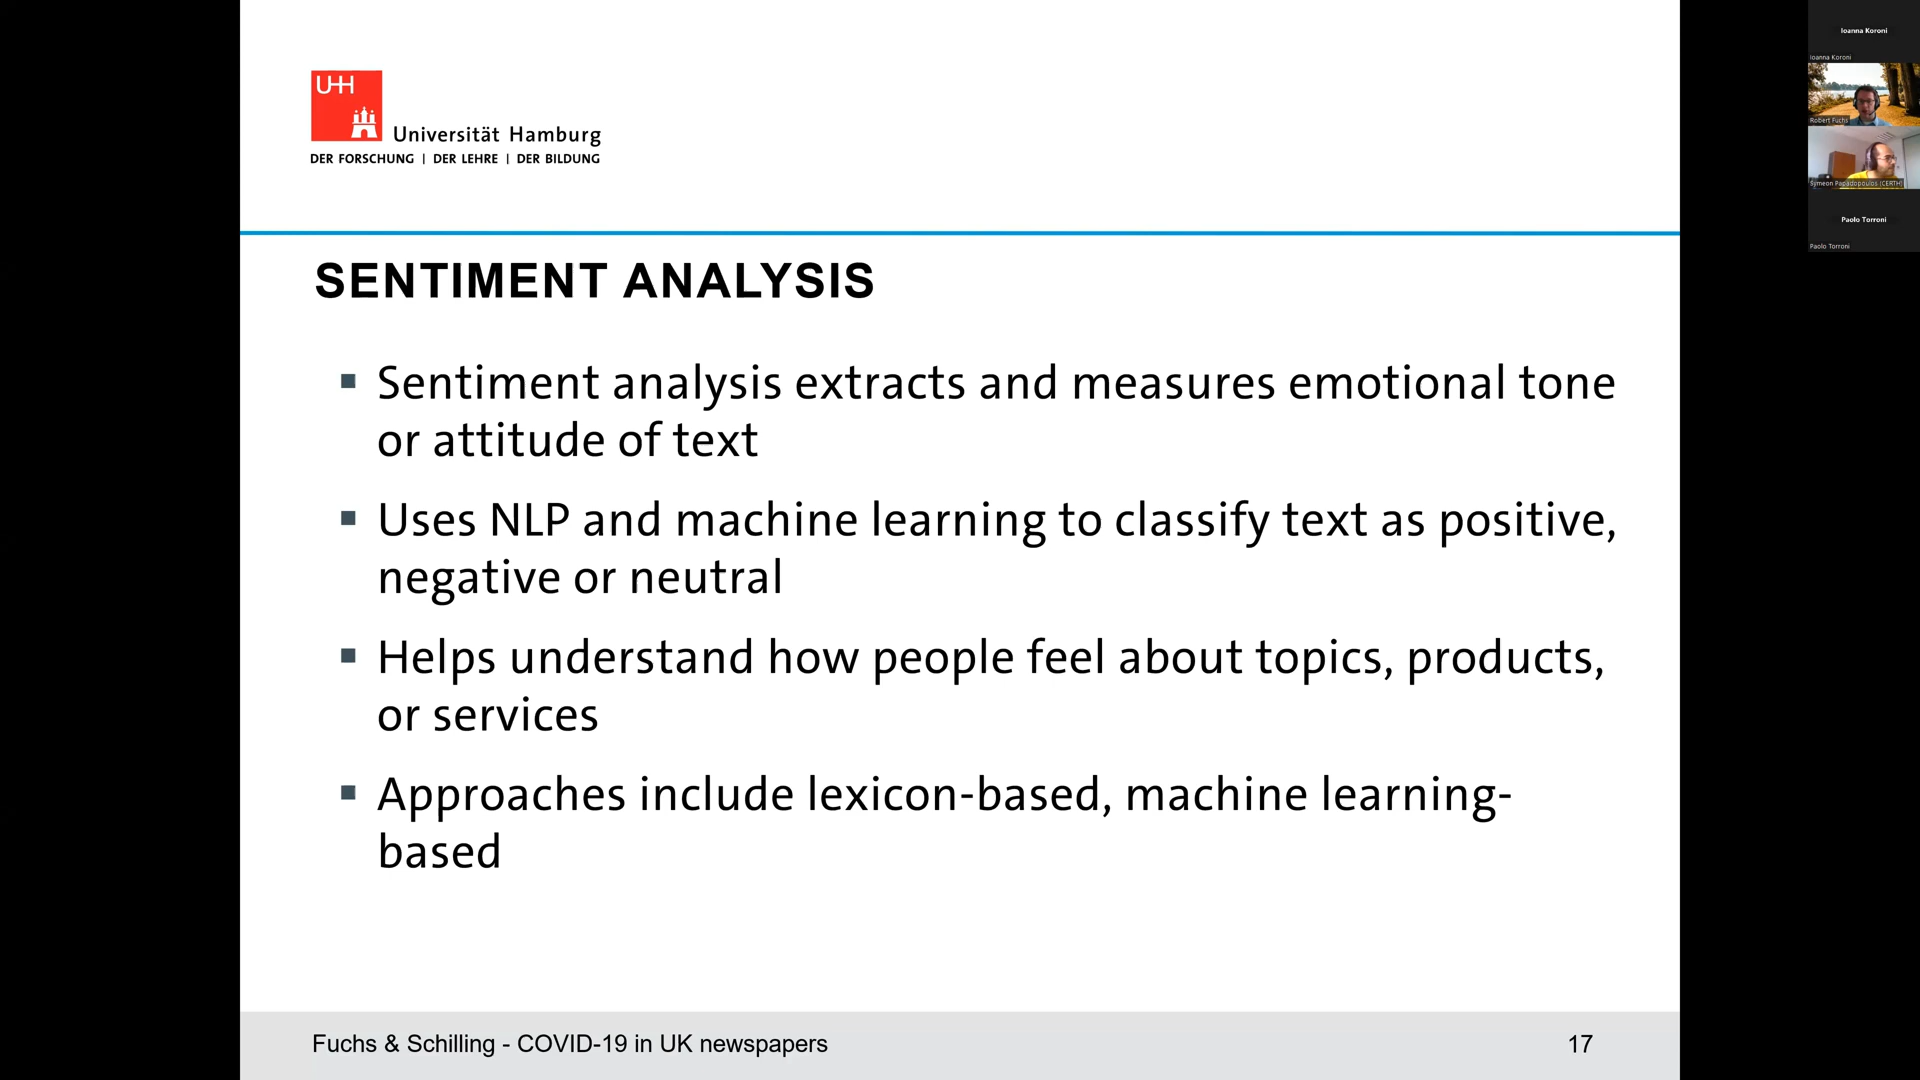 UHH
Universität Hamburg
DER FORSCHUNG | DER LEHRE | DER BILDUNG
SENTIMENT ANALYSIS
▪ Sentiment analysis extracts and measures emotional tone
or attitude of text
▪ Uses NLP and machine learning to classify text as positive,
negative or neutral
▪ Helps understand how people feel about topics, products,
or services
▪ Approaches include lexicon-based, machine learning-
based
Fuchs & Schilling - COVID-19 in UK newspapers
17
Ioanna Koroni
Ioanna Koroni
Robert Fuchs
Symeon Papadopoulos (CERTH)
Paolo Torroni
Paolo Torroni